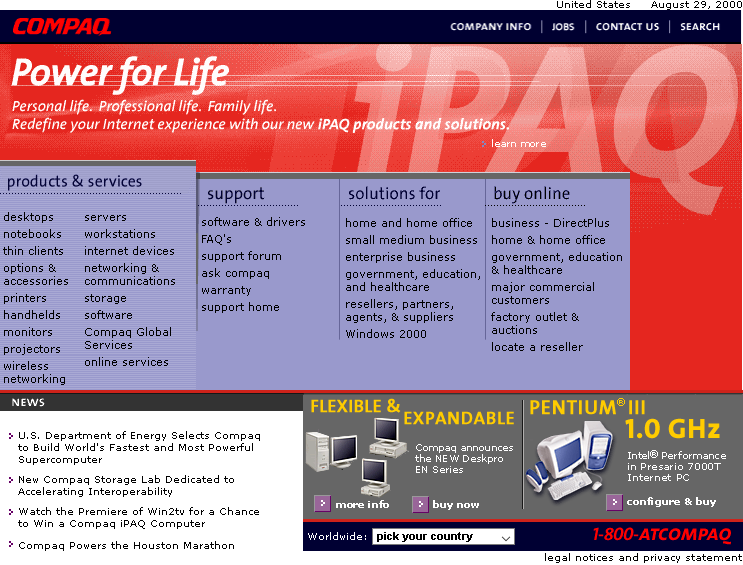 United States August 29, 2000
COMPAQ
COMPANY INFO | JOBS | CONTACT US | SEARCH
iPAQ
Power for Life
Personal life. Professional life. Family life.
Redefine your Internet experience with our new iPAQ products and solutions.
learn more
products & services
desktops
notebooks
thin clients
options &
accessories
printers
handhelds
monitors
projectors
wireless
networking
servers
workstations
internet devices
networking &
communications
storage
software
Compaq Global
Services
online services
support
software & drivers
FAQ's
support forum
ask compaq
warranty
support home
solutions for
home and home office
small medium business
enterprise business
government, education,
and healthcare
resellers, partners,
agents, & suppliers
Windows 2000
buy online
business - DirectPlus
home & home office
government, education
& healthcare
major commercial
customers
factory outlet &
auctions
locate a reseller
NEWS
U.S. Department of Energy Selects Compaq
to Build World's Fastest and Most Powerful
Supercomputer
New Compaq Storage Lab Dedicated to
Accelerating Interoperability
Watch the Premiere of Win2tv for a Chance
to Win a Compaq iPAQ Computer
Compaq Powers the Houston Marathon
FLEXIBLE &
EXPANDABLE
Compaq announces
the NEW Deskpro
EN Series
more info
buy now
PENTIUM® III
1.0 GHz
Intel® Performance
in Presario 7000T
Internet PC
configure & buy
Worldwide: pick your country
1-800-ATCOMPAQ
legal notices and privacy statement